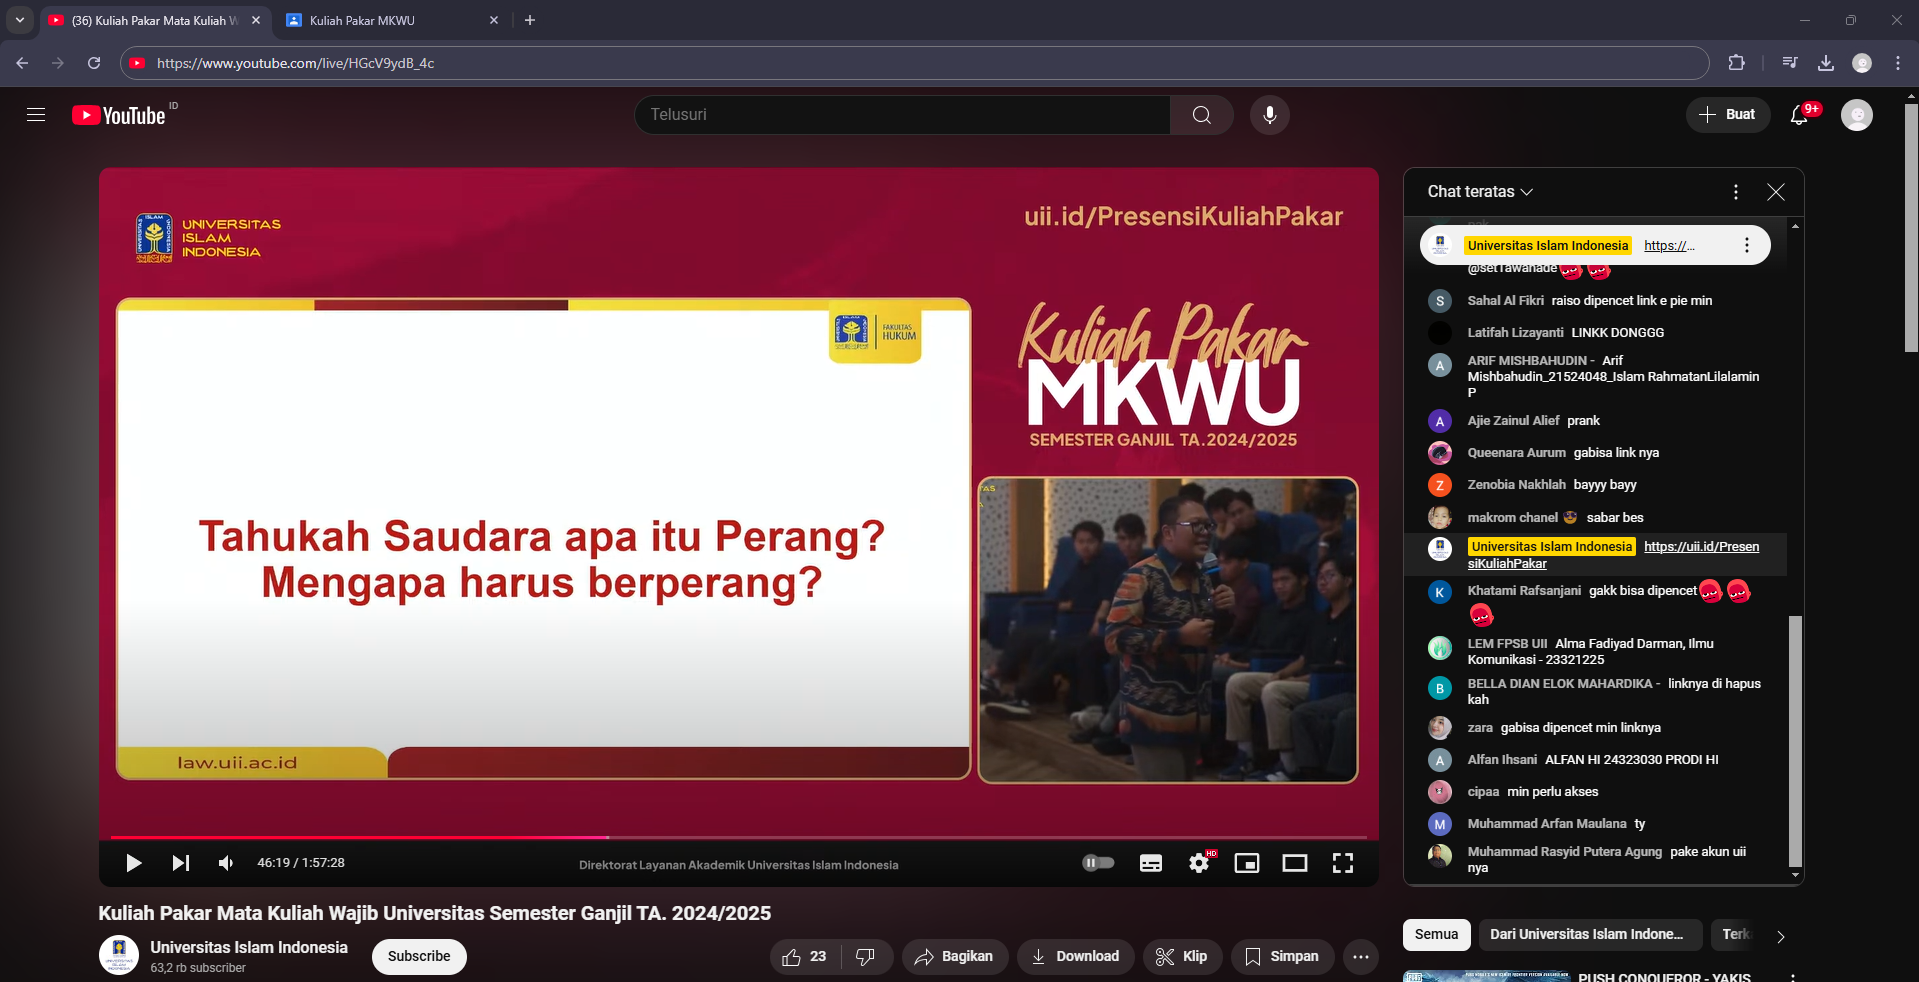 (36) Kuliah Pakar Mata Kuliah W
Kuliah Pakar MKWU
https://www.youtube.com/live/HGcV9ydB_4c
YouTube ID
Telusuri
Buat
9+
UNIVERSITAS
ISLAM
INDONESIA
uii.id/PresensiKuliahPakar
FAKULTAS
HUKUM
Tahukah Saudara apa itu Perang?
Mengapa harus berperang?
law.uii.ac.id
Kuliah Pakar
MKWU
SEMESTER GANJIL TA.2024/2025
46:19 / 1:57:28
Direktorat Layanan Akademik Universitas Islam Indonesia
HD
Kuliah Pakar Mata Kuliah Wajib Universitas Semester Ganjil TA. 2024/2025
Universitas Islam Indonesia
63,2 rb subscriber
Subscribe
23
Bagikan
Download
Klip
Simpan
Chat teratas
Universitas Islam Indonesia https://...
Sahal Al Fikri raiso dipencet link e pie min
Latifah Lizayanti LINKK DONGGG
ARIF MISHBAHUDIN - Arif
Mishbahudin_21524048_Islam RahmatanLilalamin
P
Ajie Zainul Alief prank
Queenara Aurum gabisa link nya
Zenobia Nakhlah bayyy bayy
makrom chanel sabar bes
Universitas Islam Indonesia https://uii.id/Presen
siKuliahPakar
Khatami Rafsanjani gakk bisa dipencet
LEM FPSB UII Alma Fadiyad Darman, Ilmu
Komunikasi - 23321225
BELLA DIAN ELOK MAHARDIKA - linknya di hapus
kah
zara gabisa dipencet min linknya
Alfan Ihsani ALFAN HI 24323030 PRODI HI
cipaa min perlu akses
Muhammad Arfan Maulana ty
Muhammad Rasyid Putera Agung pake akun uii
nya
Semua
Dari Universitas Islam Indone...
Terk
PUSH CONQUEROR - YAKIS